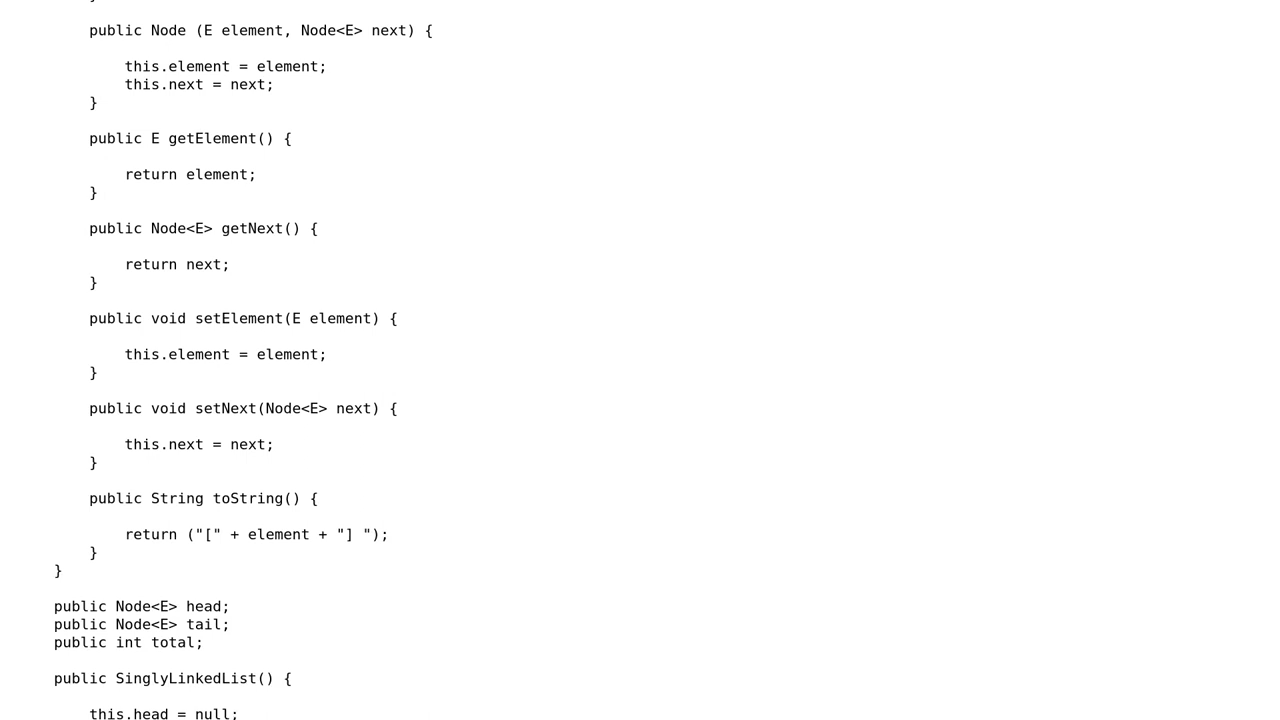 }
public Node (E element, Node<E> next) {
this.element = element;
this.next = next;
}
public E getElement() {
return element;
}
public Node<E> getNext() {
return next;
}
public void setElement(E element) {
this.element = element;
}
public void setNext(Node<E> next) {
this.next = next;
}
public String toString() {
return ("[" + element + "] ");
}
}
public Node<E> head;
public Node<E> tail;
public int total;
public SinglyLinkedList() {
this.head = null;